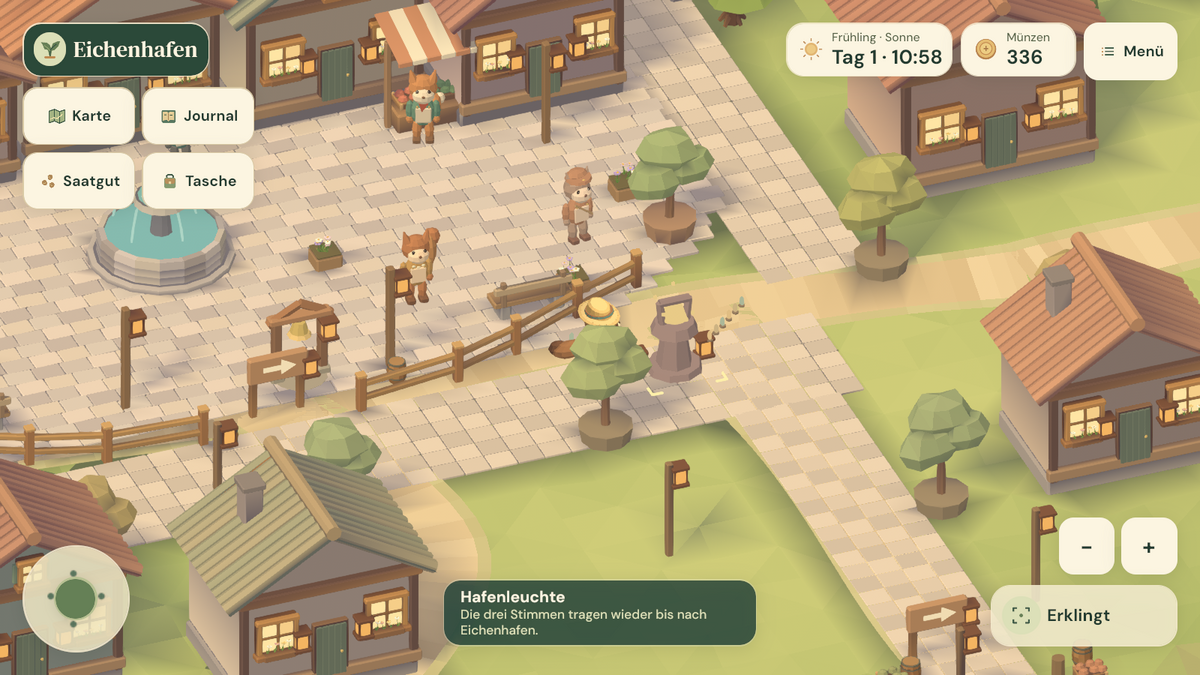 Eichenhafen
Frühling · Sonne
Tag 1 · 10:58
Münzen
336
Menü
Karte
Journal
Saatgut
Tasche
−
+
Hafenleuchte
Die drei Stimmen tragen wieder bis nach
Eichenhafen.
Erklingt